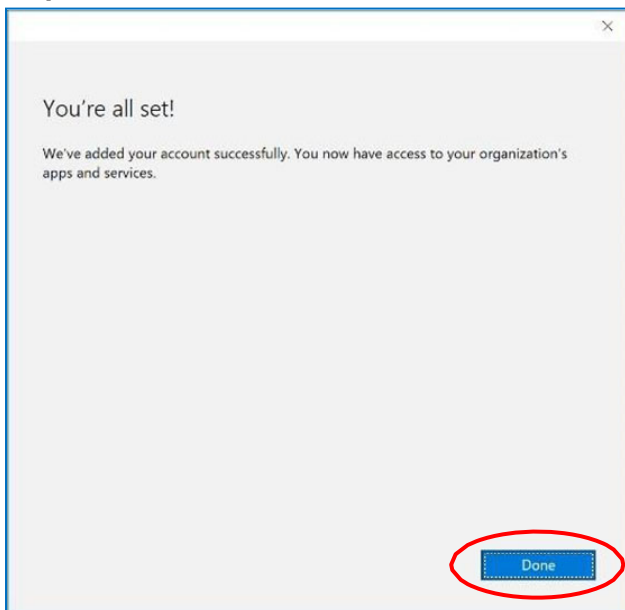 You're all set!
We've added your account successfully. You now have access to your organization's
apps and services.
Done